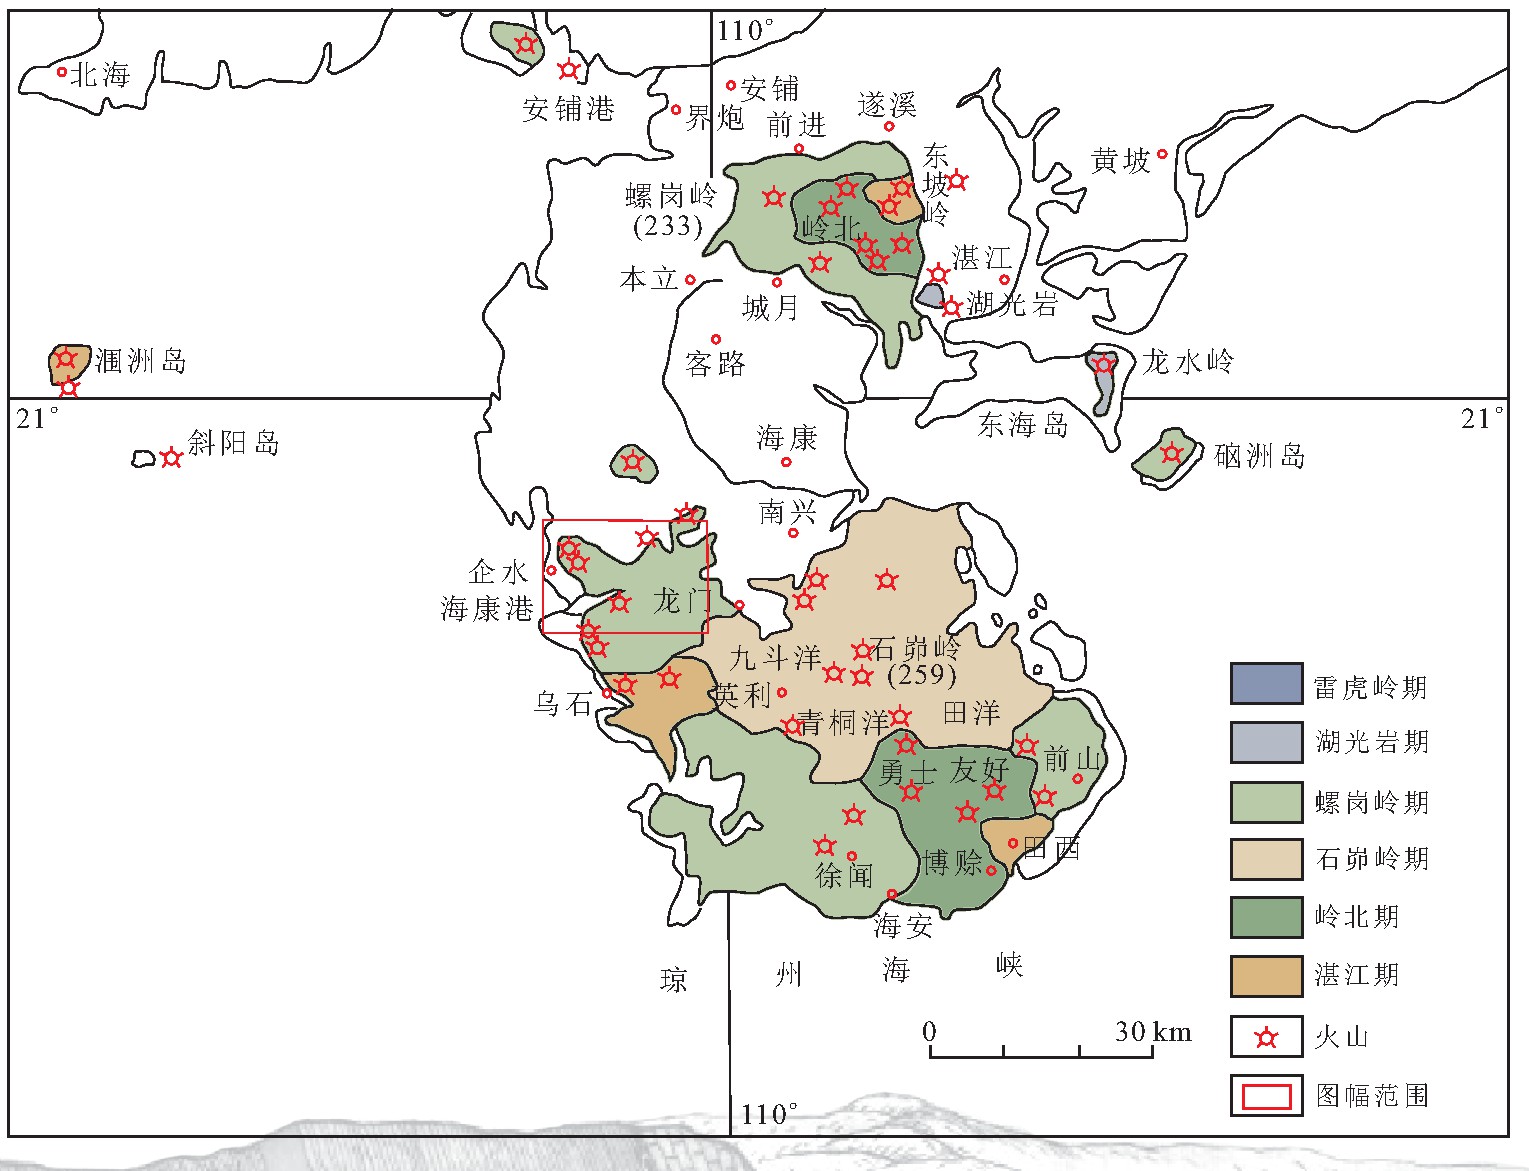 110°
北海
安铺港
安铺
界炮
前进
遂溪
东坡岭
黄坡
螺岗岭
(233)
岭北
本立
城月
湛江
湖光岩
客路
涠洲岛
龙水岭
21°
21°
斜阳岛
海康
东海岛
硇洲岛
南兴
企水
海康港
龙门
九斗洋
石峁岭
(259)
乌石
英利
青桐洋
田洋
勇士
友好
前山
田西
博赊
徐闻
海安
琼州海峡
雷虎岭期
湖光岩期
螺岗岭期
石峁岭期
岭北期
湛江期
火山
图幅范围
0
30 km
110°